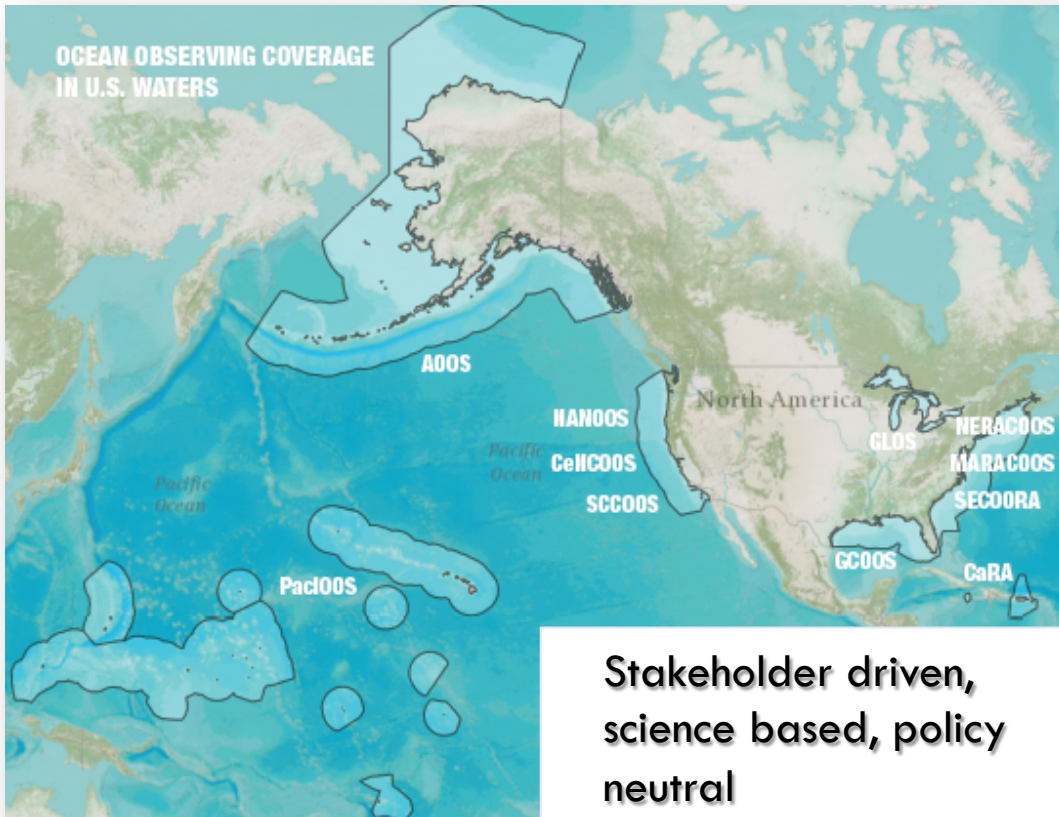 OCEAN OBSERVING COVERAGE
IN U.S. WATERS
AOOS
North America
NANOOS
NERACOOS
GLOS
Pacific
Ocean
CeNCOOS
MARACOOS
Pacific
Ocean
SCCOOS
SECOORA
GCOOS
CaRA
PacIOOS
Stakeholder driven,
science based, policy
neutral